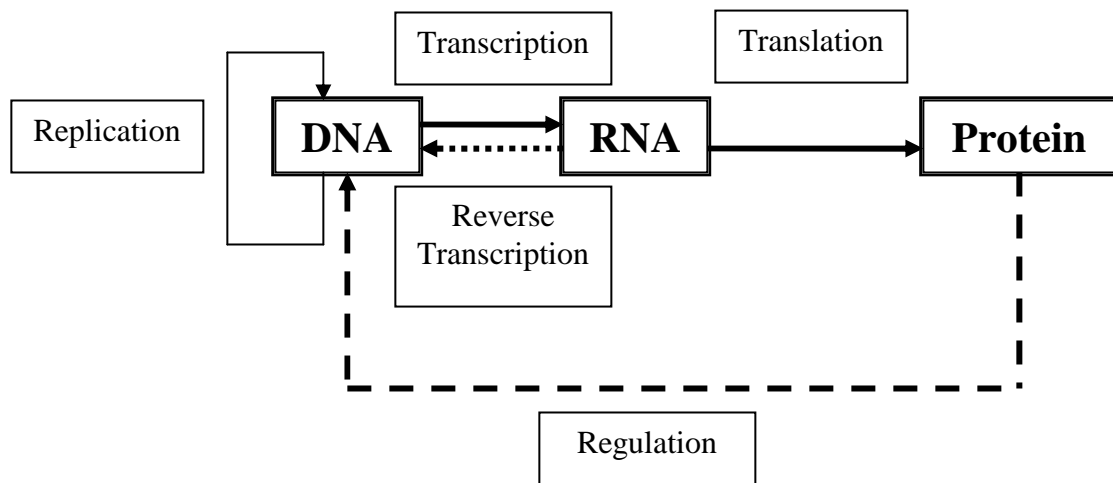 Transcription
Translation
Replication
DNA
RNA
Protein
Reverse
Transcription
Regulation